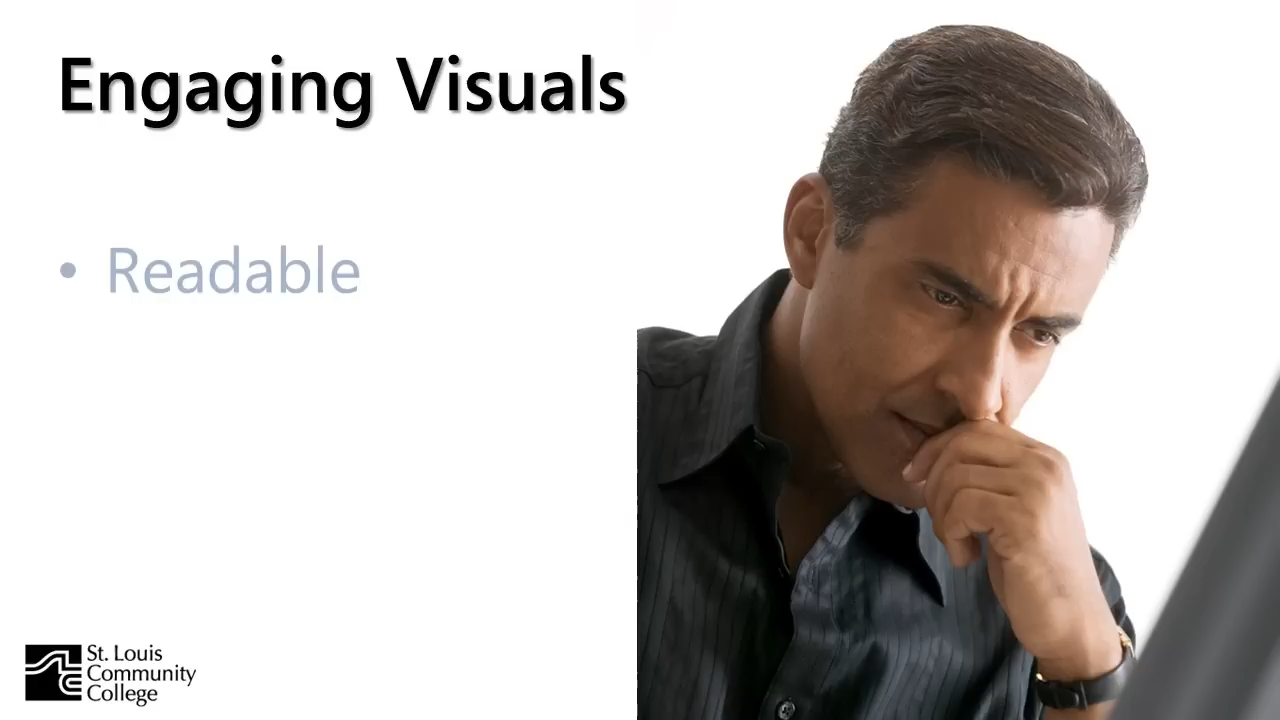 Engaging Visuals
• Readable
St. Louis
Community
College